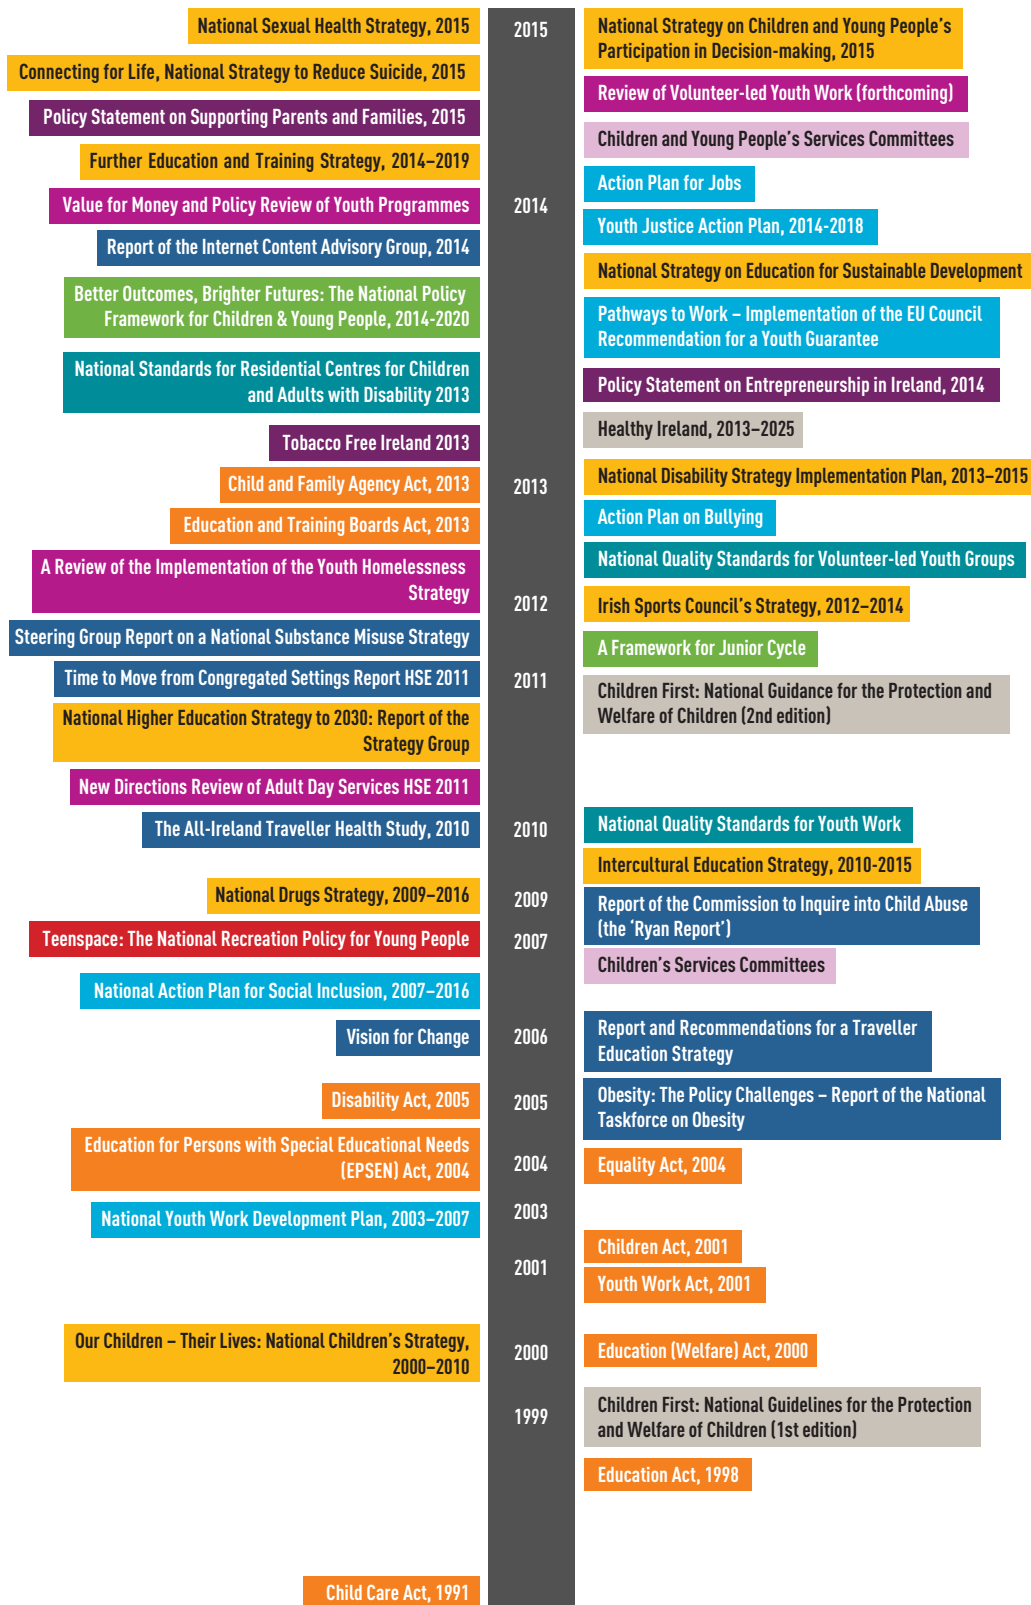 National Sexual Health Strategy, 2015
Connecting for Life, National Strategy to Reduce Suicide, 2015
Policy Statement on Supporting Parents and Families, 2015
Further Education and Training Strategy, 2014–2019
Value for Money and Policy Review of Youth Programmes
Report of the Internet Content Advisory Group, 2014
Better Outcomes, Brighter Futures: The National Policy
Framework for Children & Young People, 2014-2020
National Standards for Residential Centres for Children
and Adults with Disability 2013
Tobacco Free Ireland 2013
Child and Family Agency Act, 2013
Education and Training Boards Act, 2013
A Review of the Implementation of the Youth Homelessness
Strategy
Steering Group Report on a National Substance Misuse Strategy
Time to Move from Congregated Settings Report HSE 2011
National Higher Education Strategy to 2030: Report of the
Strategy Group
New Directions Review of Adult Day Services HSE 2011
The All-Ireland Traveller Health Study, 2010
National Drugs Strategy, 2009–2016
Teenspace: The National Recreation Policy for Young People
National Action Plan for Social Inclusion, 2007–2016
Vision for Change
Disability Act, 2005
Education for Persons with Special Educational Needs
(EPSEN) Act, 2004
National Youth Work Development Plan, 2003–2007
Our Children – Their Lives: National Children's Strategy,
2000–2010
Child Care Act, 1991
2015
2014
2013
2012
2011
2010
2009
2007
2006
2005
2004
2003
2001
2000
1999
National Strategy on Children and Young People's
Participation in Decision-making, 2015
Review of Volunteer-led Youth Work (forthcoming)
Children and Young People's Services Committees
Action Plan for Jobs
Youth Justice Action Plan, 2014-2018
National Strategy on Education for Sustainable Development
Pathways to Work – Implementation of the EU Council
Recommendation for a Youth Guarantee
Policy Statement on Entrepreneurship in Ireland, 2014
Healthy Ireland, 2013–2025
National Disability Strategy Implementation Plan, 2013–2015
Action Plan on Bullying
National Quality Standards for Volunteer-led Youth Groups
Irish Sports Council's Strategy, 2012–2014
A Framework for Junior Cycle
Children First: National Guidance for the Protection and
Welfare of Children (2nd edition)
National Quality Standards for Youth Work
Intercultural Education Strategy, 2010-2015
Report of the Commission to Inquire into Child Abuse
(the 'Ryan Report')
Children's Services Committees
Report and Recommendations for a Traveller
Education Strategy
Obesity: The Policy Challenges – Report of the National
Taskforce on Obesity
Equality Act, 2004
Children Act, 2001
Youth Work Act, 2001
Education (Welfare) Act, 2000
Children First: National Guidelines for the Protection
and Welfare of Children (1st edition)
Education Act, 1998